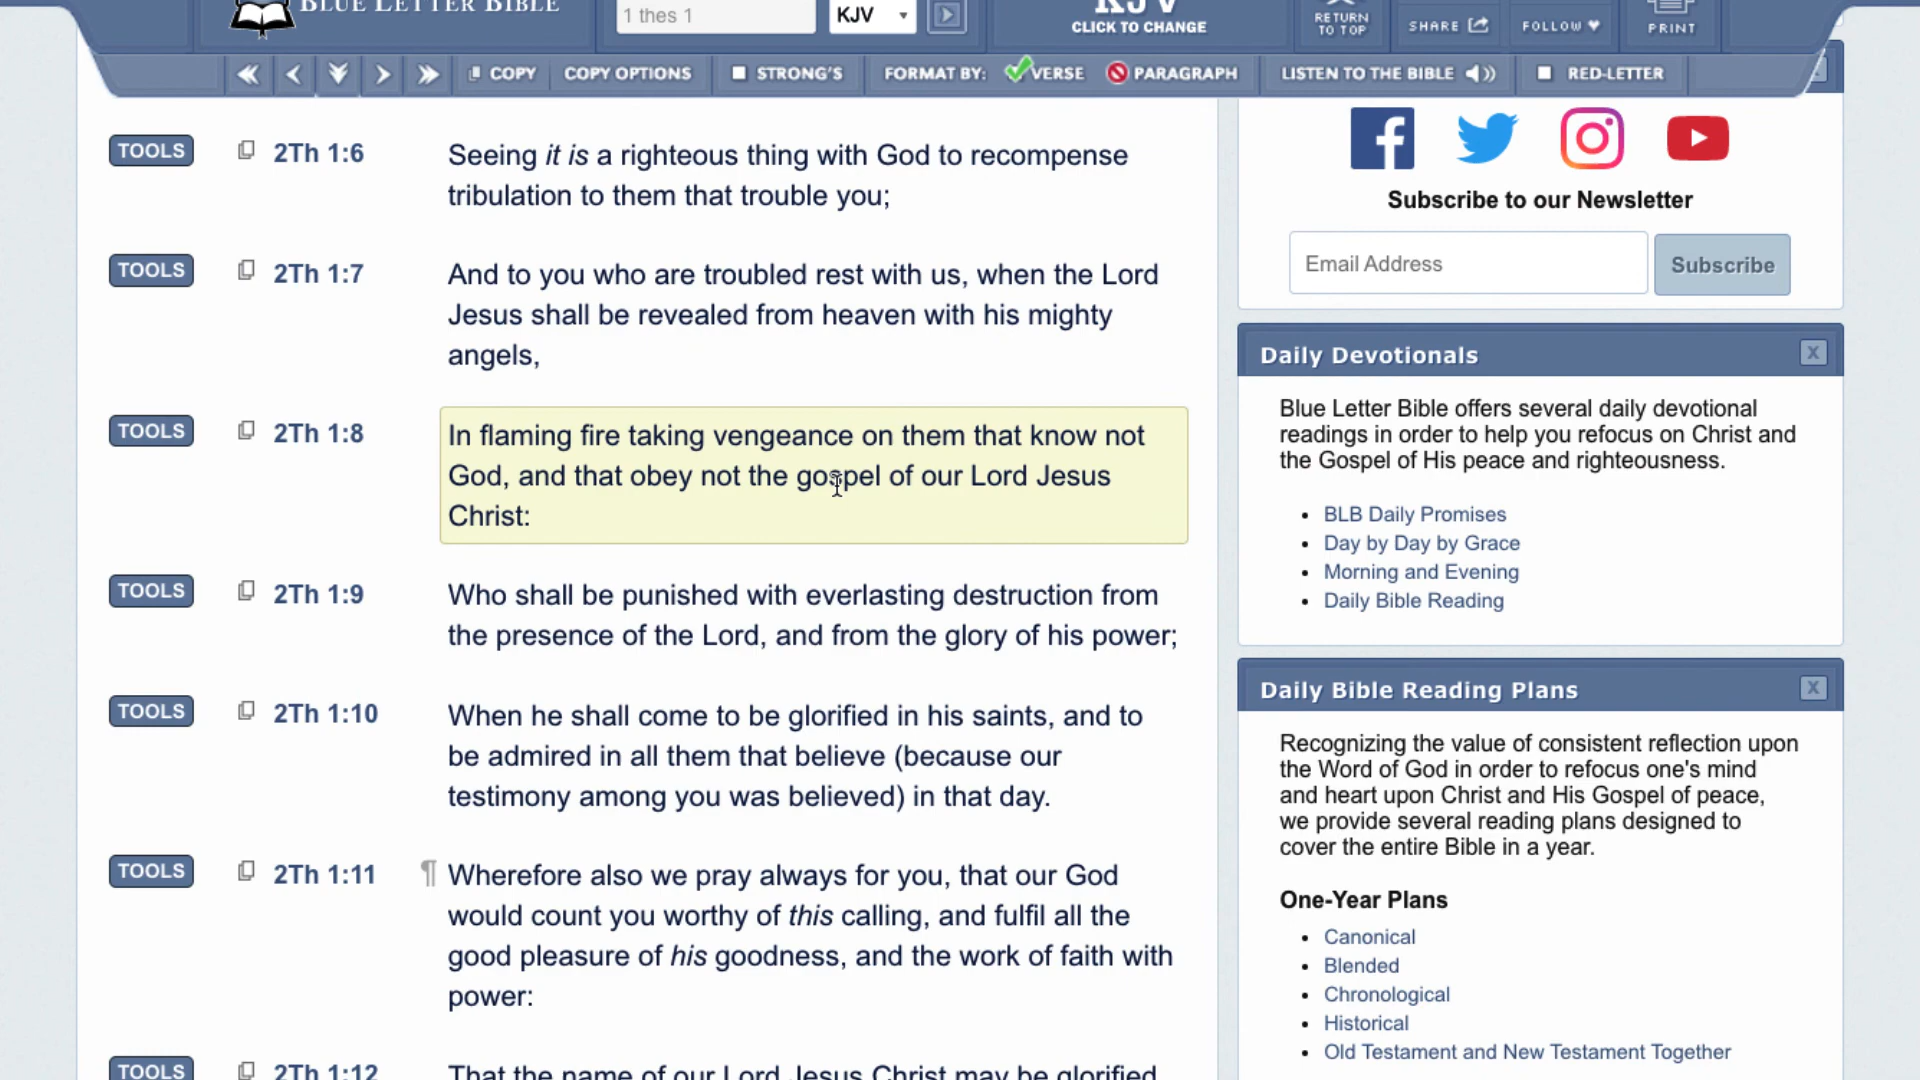 BLUE LETTER BIBLE
1 thes 1
KJV
KJV
CLICK TO CHANGE
RETURN
TO TOP
SHARE
FOLLOW
PRINT
COPY
COPY OPTIONS
STRONG'S
FORMAT BY:
VERSE
PARAGRAPH
LISTEN TO THE BIBLE
RED-LETTER
TOOLS
2Th 1:6
Seeing it is a righteous thing with God to recompense
tribulation to them that trouble you;
TOOLS
2Th 1:7
And to you who are troubled rest with us, when the Lord
Jesus shall be revealed from heaven with his mighty
angels,
TOOLS
2Th 1:8
In flaming fire taking vengeance on them that know not
God, and that obey not the gospel of our Lord Jesus
Christ:
TOOLS
2Th 1:9
Who shall be punished with everlasting destruction from
the presence of the Lord, and from the glory of his power;
TOOLS
2Th 1:10
When he shall come to be glorified in his saints, and to
be admired in all them that believe (because our
testimony among you was believed) in that day.
TOOLS
2Th 1:11
¶ Wherefore also we pray always for you, that our God
would count you worthy of this calling, and fulfil all the
good pleasure of his goodness, and the work of faith with
power:
TOOLS
2Th 1:12
That the name of our Lord Jesus Christ may be glorified
Subscribe to our Newsletter
Email Address
Subscribe
Daily Devotionals
X
Blue Letter Bible offers several daily devotional
readings in order to help you refocus on Christ and
the Gospel of His peace and righteousness.
• BLB Daily Promises
• Day by Day by Grace
• Morning and Evening
• Daily Bible Reading
Daily Bible Reading Plans
X
Recognizing the value of consistent reflection upon
the Word of God in order to refocus one's mind
and heart upon Christ and His Gospel of peace,
we provide several reading plans designed to
cover the entire Bible in a year.
One-Year Plans
• Canonical
• Blended
• Chronological
• Historical
• Old Testament and New Testament Together